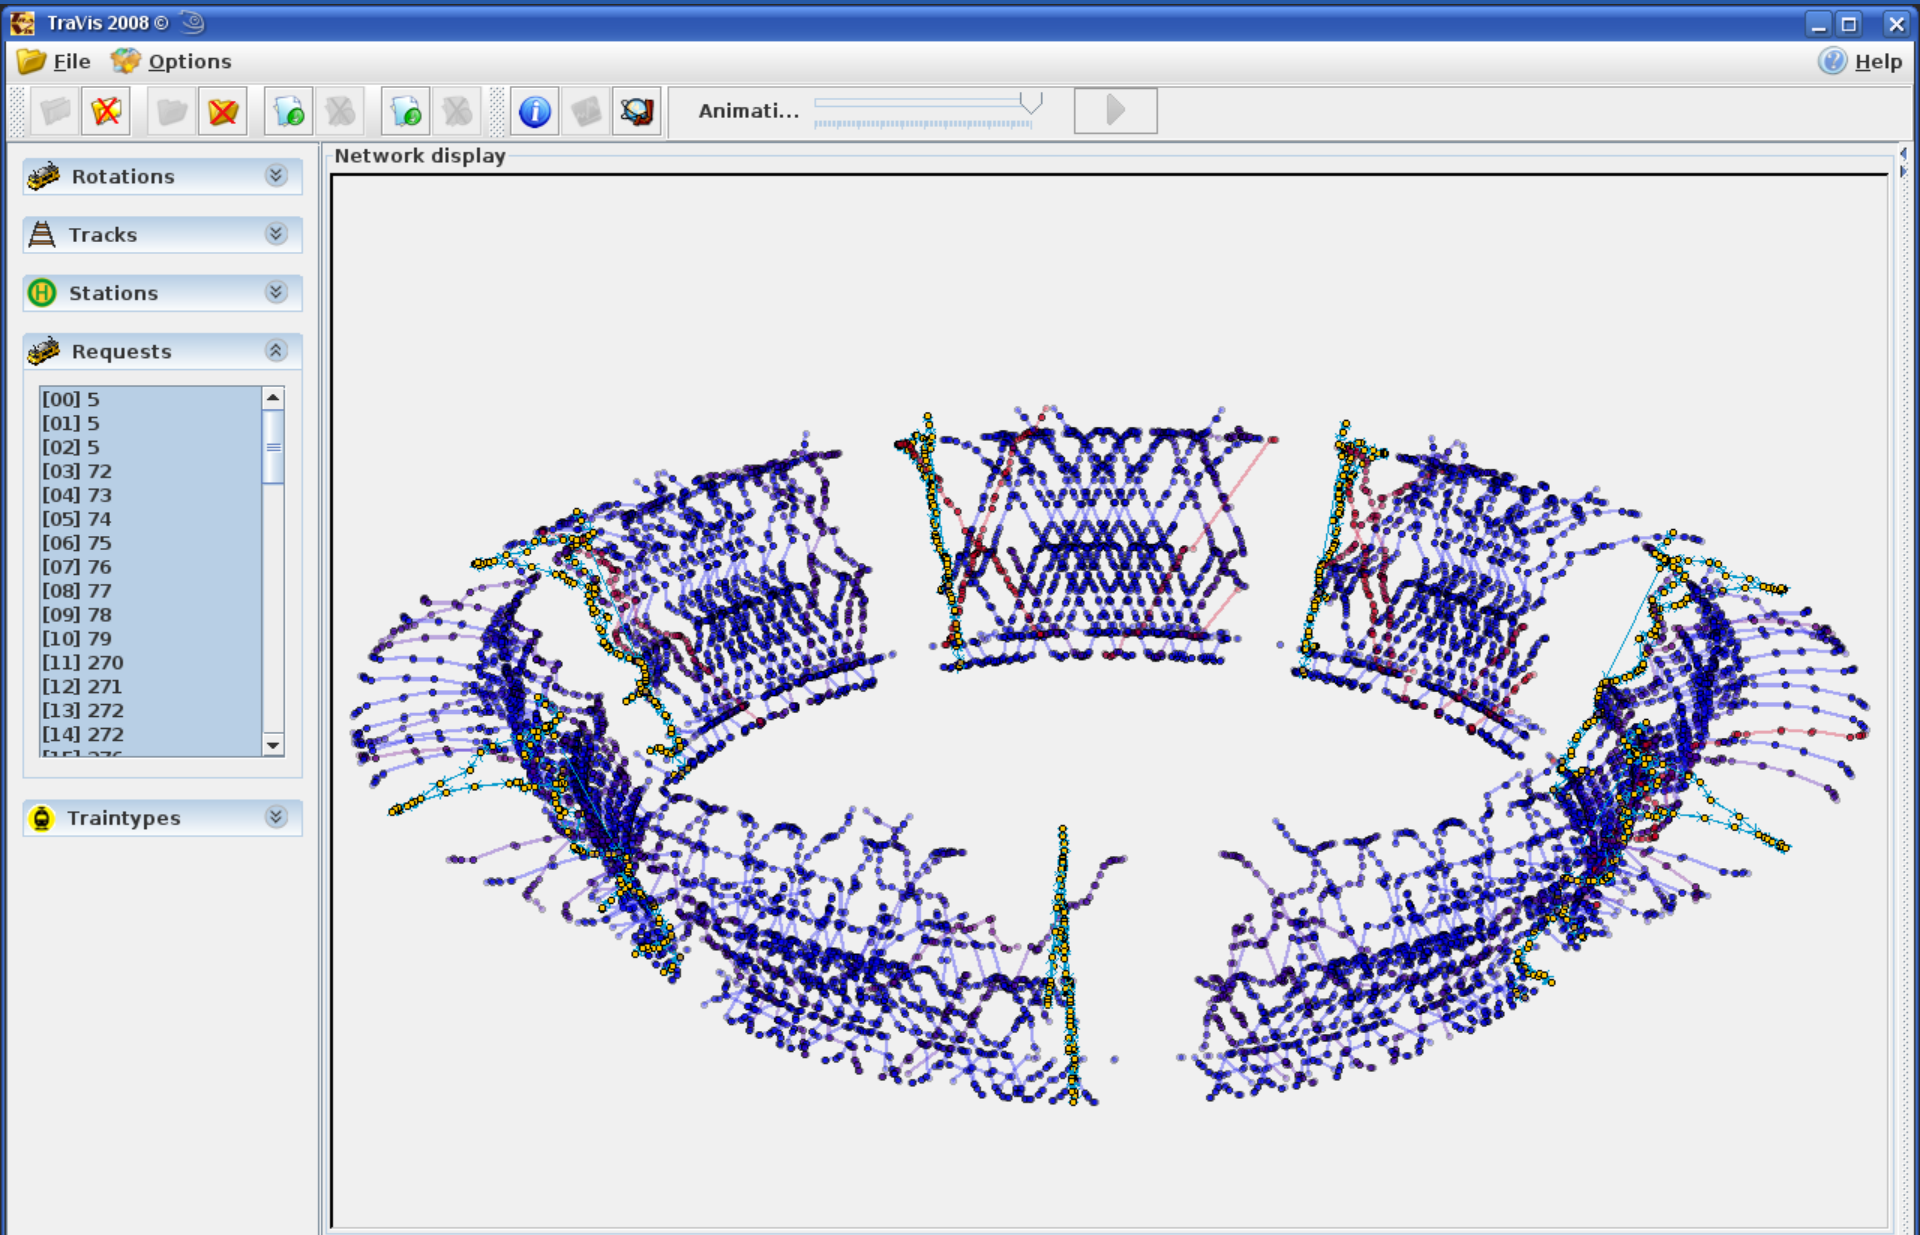 TraVis 2008 ©
File Options Help
Animati...
Network display
Rotations
Tracks
Stations
Requests
[00] 5
[01] 5
[02] 5
[03] 72
[04] 73
[05] 74
[06] 75
[07] 76
[08] 77
[09] 78
[10] 79
[11] 270
[12] 271
[13] 272
[14] 272
Traintypes